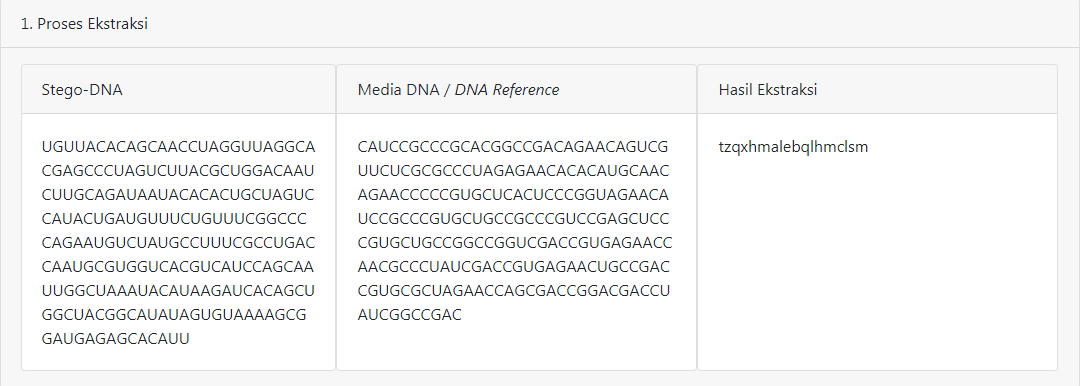 1. Proses Ekstraksi
Stego-DNA
UGUUACACAGCAACCUAGGUUAGGCA
CGAGCCCUAGUCUUACGCUGGACAAU
CUUGCAGAUAAUACACACUGCUAGUC
CAUACUGAUGUUUCUGUUUCGGCCC
CAGAAUGUCUAUGCCUUUCGCCUGAC
CAAUGCGUGGUCACGUCAUCCAGCAA
UUGGCUAAAUACAUAAGAUCACAGCU
GGCUACGGCAUAUAGUGUAAAAGCG
GAUGAGAGCACAUU
Media DNA / DNA Reference
CAUCCGCCCGCACGGCCGACAGAACAGUCG
UUCUCGCGCCCUAGAGAACACACAUGCAAC
AGAACCCCCGUGCUCACUCCCGGUAGAACA
UCCGCCCGUGCUGCCGCCCGUCCGAGCUCC
CGUGCUGCCGGCCGGUCGACCGUGAGAACC
AACGCCCUAUCGACCGUGAGAACUGCCGAC
CGUGCGCUAGAACCAGCGACCGGACGACCU
AUCGGCCGAC
Hasil Ekstraksi
tzqxhmalebqlhmclsm